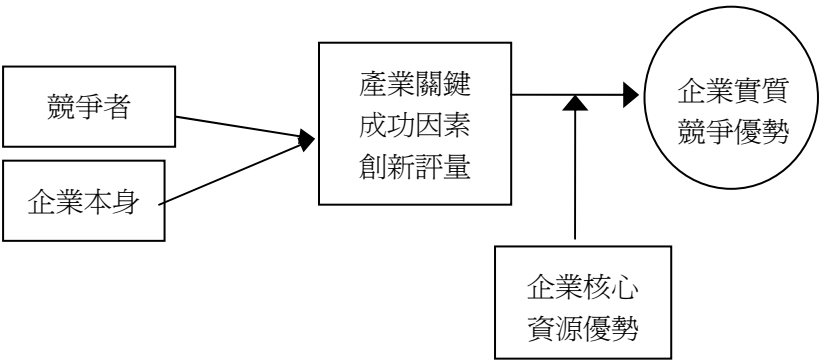 競爭者
企業本身
產業關鍵
成功因素
創新評量
企業實質
競爭優勢
企業核心
資源優勢